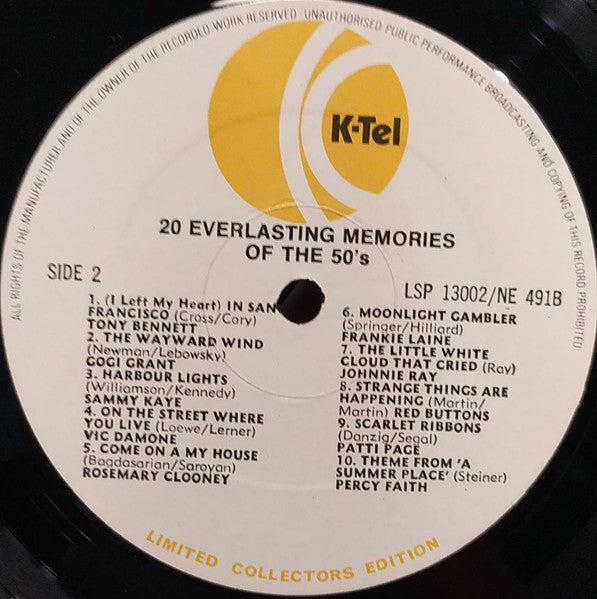 ALL RIGHTS OF THE MANUFACTURER AND OF THE OWNER OF THE RECORDED WORK RESERVED. UNAUTHORISED PUBLIC PERFORMANCE BROADCASTING AND COPYING OF THIS RECORD PROHIBITED
K-Tel
20 EVERLASTING MEMORIES
OF THE 50's
SIDE 2
LSP 13002/NE 491B
1. (I Left My Heart) IN SAN
FRANCISCO (Cross/Cory)
TONY BENNETT
2. THE WAYWARD WIND
(Newman/Lebowsky)
GOGI GRANT
3. HARBOUR LIGHTS
(Williamson/Kennedy)
SAMMY KAYE
4. ON THE STREET WHERE
YOU LIVE (Loewe/Lerner)
VIC DAMONE
5. COME ON A MY HOUSE
(Bagdasarian/Saroyan)
ROSEMARY CLOONEY
6. MOONLIGHT GAMBLER
(Springer/Hilliard)
FRANKIE LAINE
7. THE LITTLE WHITE
CLOUD THAT CRIED (Ray)
JOHNNIE RAY
8. STRANGE THINGS ARE
HAPPENING (Martin/
Martin) RED BUTTONS
9. SCARLET RIBBONS
(Danzig/Segal)
PATTI PAGE
10. THEME FROM 'A
SUMMER PLACE' (Steiner)
PERCY FAITH
LIMITED COLLECTORS EDITION